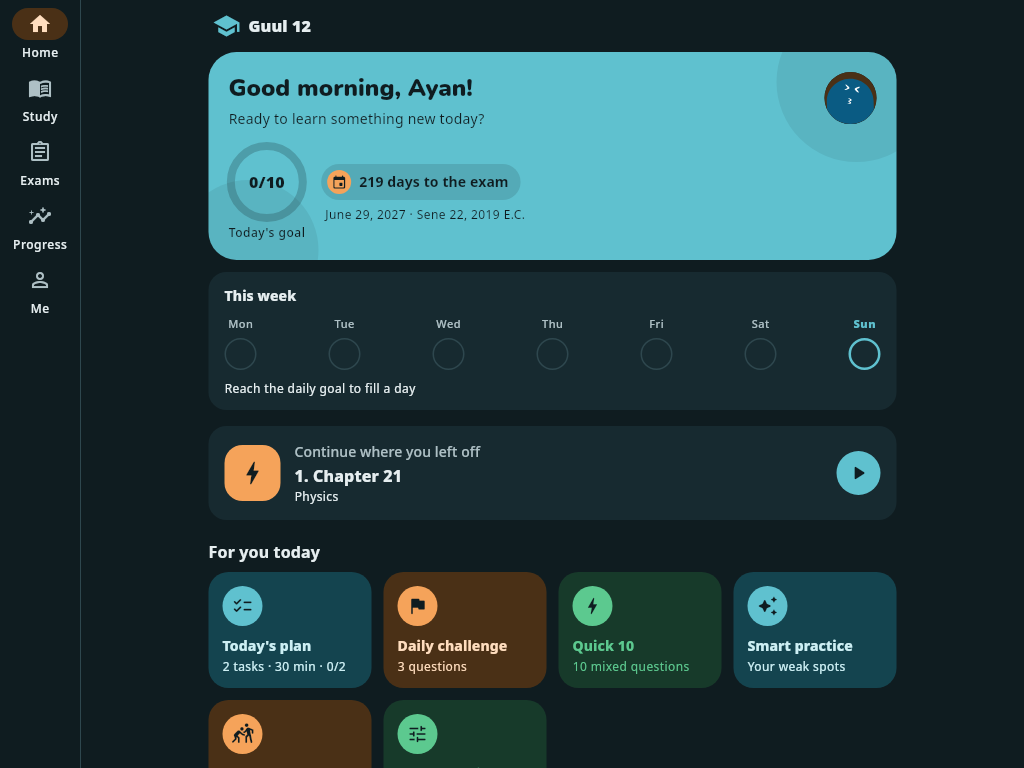 Guul 12
Home
Study
Exams
Progress
Me
Good morning, Ayan!
Ready to learn something new today?
0/10
Today's goal
219 days to the exam
June 29, 2027 · Sene 22, 2019 E.C.
This week
Mon Tue Wed Thu Fri Sat Sun
Reach the daily goal to fill a day
Continue where you left off
1. Chapter 21
Physics
For you today
Today's plan
2 tasks · 30 min · 0/2
Daily challenge
3 questions
Quick 10
10 mixed questions
Smart practice
Your weak spots